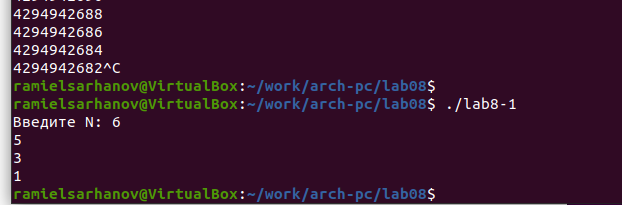 4294942688
4294942686
4294942684
4294942682^C
ramielsarhanov@VirtualBox:~/work/arch-pc/lab08$
ramielsarhanov@VirtualBox:~/work/arch-pc/lab08$ ./lab8-1
Введите N: 6
5
3
1
ramielsarhanov@VirtualBox:~/work/arch-pc/lab08$